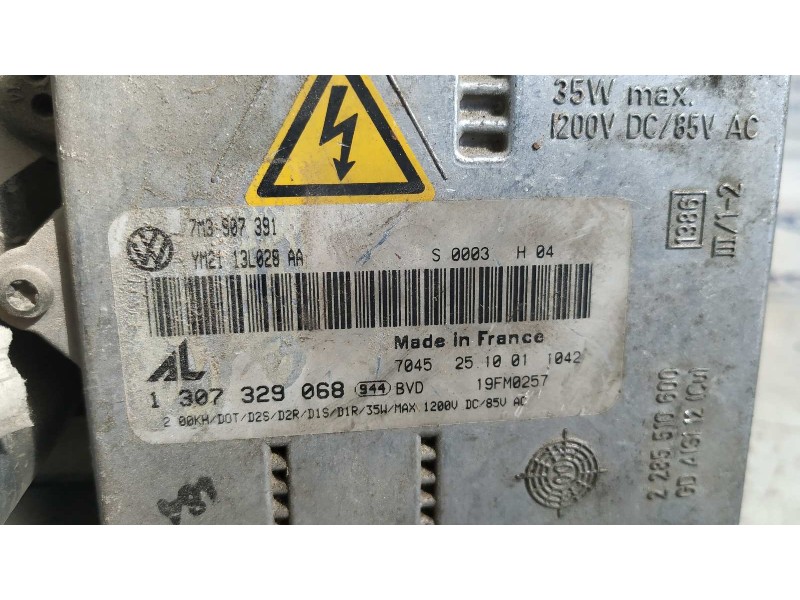 35W max.
1200V DC/85V AC
1386
III/1-2
7M3 907 391
YM21 13L028 AA
S 0003 H 04
Made in France
AL
7045 25.10 01 1042
1 307 329 068 944 BVD 19FM0257
2 00KH/DOT/D2S/D2R/D1S/D1R/35W/MAX 1200V DC/85V AC
2 285 510 600